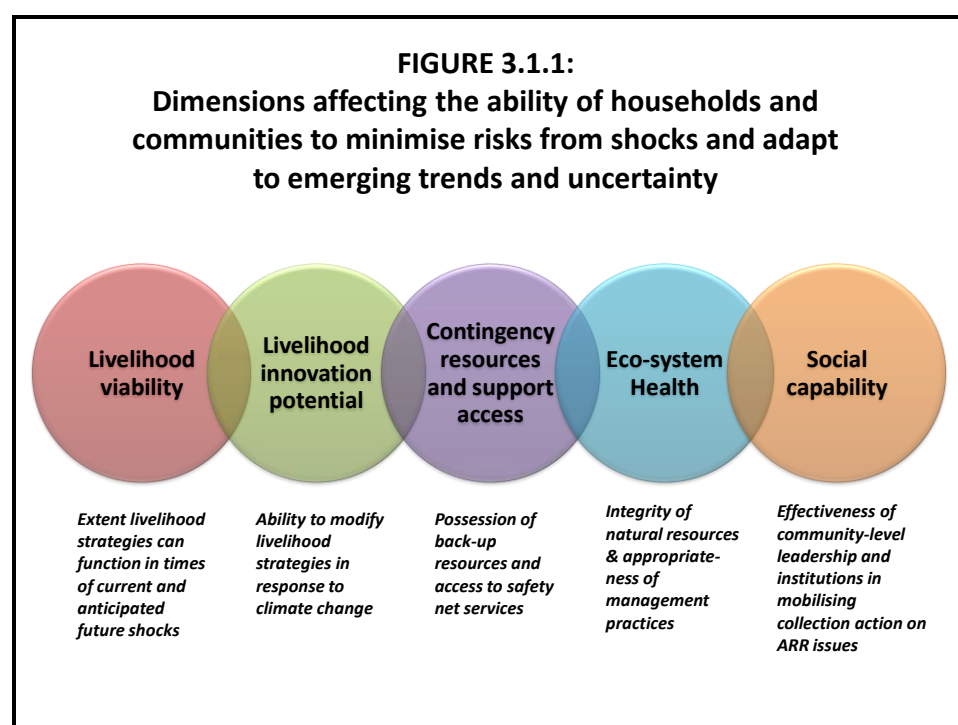 FIGURE 3.1.1:
Dimensions affecting the ability of households and
communities to minimise risks from shocks and adapt
to emerging trends and uncertainty
Livelihood
viability
Livelihood
innovation
potential
Contingency
resources
and support
access
Eco-system
Health
Social
capability
Extent livelihood
strategies can
function in times
of current and
anticipated
future shocks
Ability to modify
livelihood
strategies in
response to
climate change
Possession of
back-up
resources and
access to safety
net services
Integrity of
natural resources
& appropriate-
ness of
management
practices
Effectiveness of
community-level
leadership and
institutions in
mobilising
collection action on
ARR issues